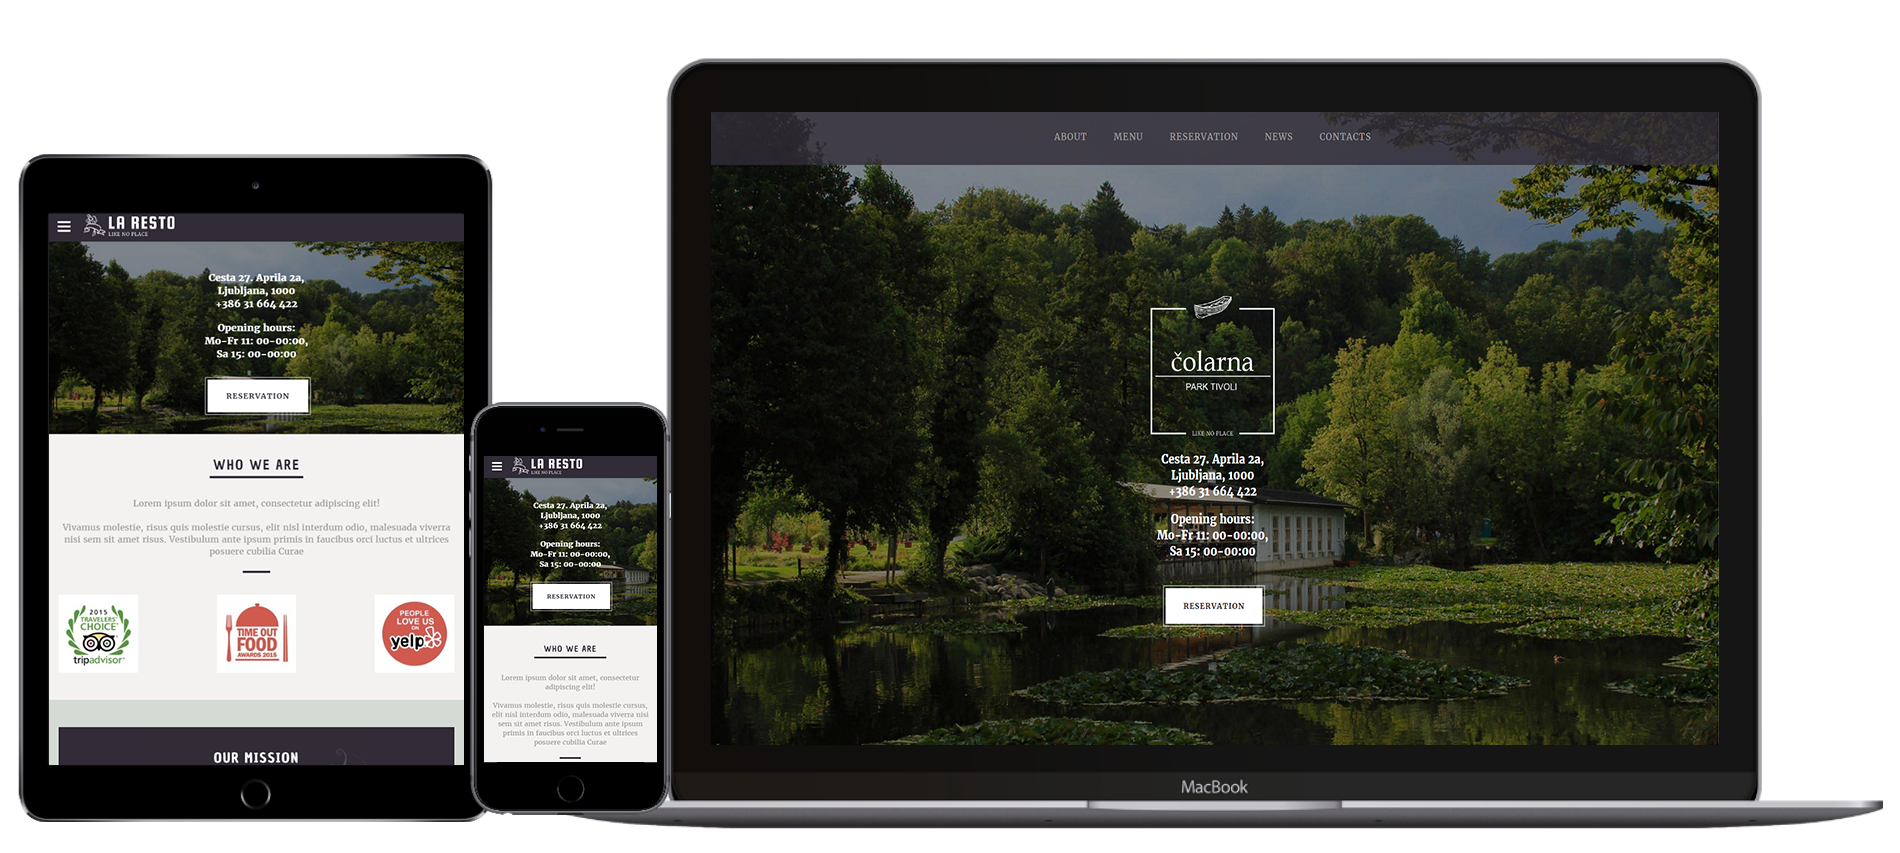 LA RESTO
LIKE NO PLACE
Cesta 27. Aprila 2a,
Ljubljana, 1000
+386 31 664 422
Opening hours:
Mo-Fr 11: 00-00:00,
Sa 15: 00-00:00
RESERVATION
WHO WE ARE
Lorem ipsum dolor sit amet, consectetur adipiscing elit!
Vivamus molestie, risus quis molestie cursus, elit nisl interdum odio, malesuada viverra
nisi sem sit amet risus. Vestibulum ante ipsum primis in faucibus orci luctus et ultrices
posuere cubilia Curae
2015
TRAVELERS'
CHOICE
tripadvisor
TIME OUT
FOOD
AWARDS 2015
PEOPLE
LOVE US
ON
yelp
OUR MISSION
LA RESTO
LIKE NO PLACE
Cesta 27. Aprila 2a,
Ljubljana, 1000
+386 31 664 422
Opening hours:
Mo-Fr 11: 00-00:00,
Sa 15: 00-00:00
RESERVATION
WHO WE ARE
Lorem ipsum dolor sit amet, consectetur
adipiscing elit!
Vivamus molestie, risus quis molestie cursus,
elit nisl interdum odio, malesuada viverra nisi
sem sit amet risus. Vestibulum ante ipsum
primis in faucibus orci luctus et ultrices
posuere cubilia Curae
ABOUT MENU RESERVATION NEWS CONTACTS
čolarna
PARK TIVOLI
LIKE NO PLACE
Cesta 27. Aprila 2a,
Ljubljana, 1000
+386 31 664 422
Opening hours:
Mo-Fr 11: 00-00:00,
Sa 15: 00-00:00
RESERVATION
MacBook